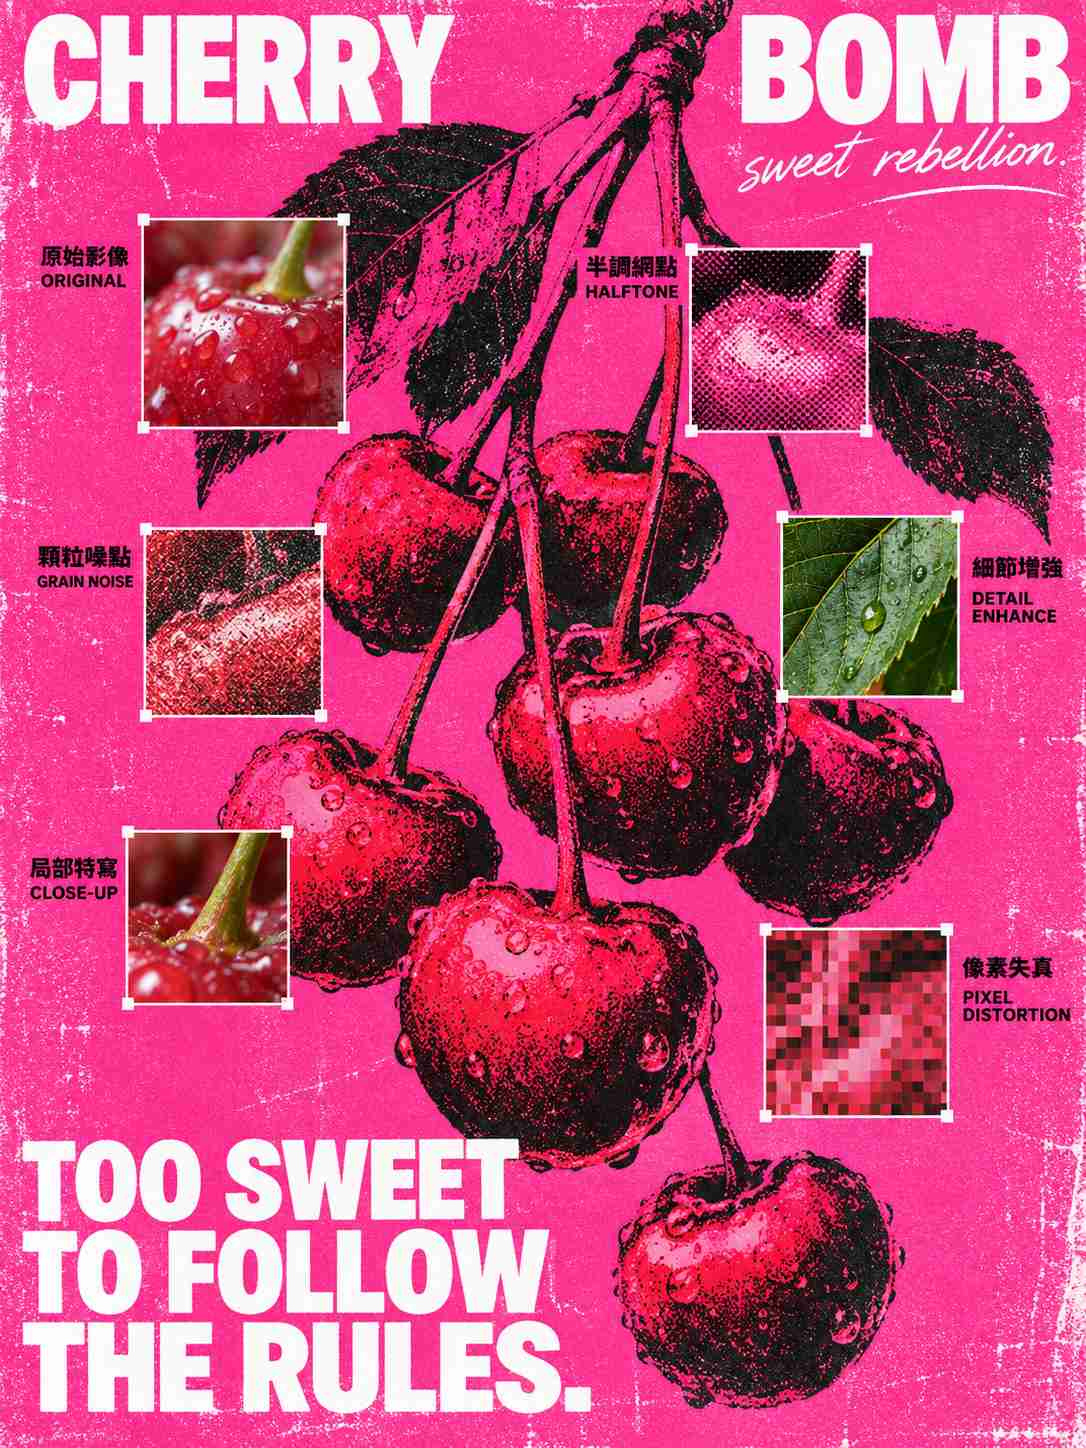 CHERRY BOMB
sweet rebellion.
原始影像
ORIGINAL
半調網點
HALFTONE
顆粒噪點
GRAIN NOISE
細節增強
DETAIL
ENHANCE
局部特寫
CLOSE-UP
像素失真
PIXEL
DISTORTION
TOO SWEET
TO FOLLOW
THE RULES.